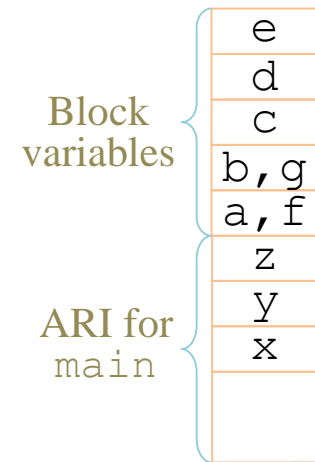 e
d
c
b,g
a,f
z
y
x
Block
variables
ARI for
main